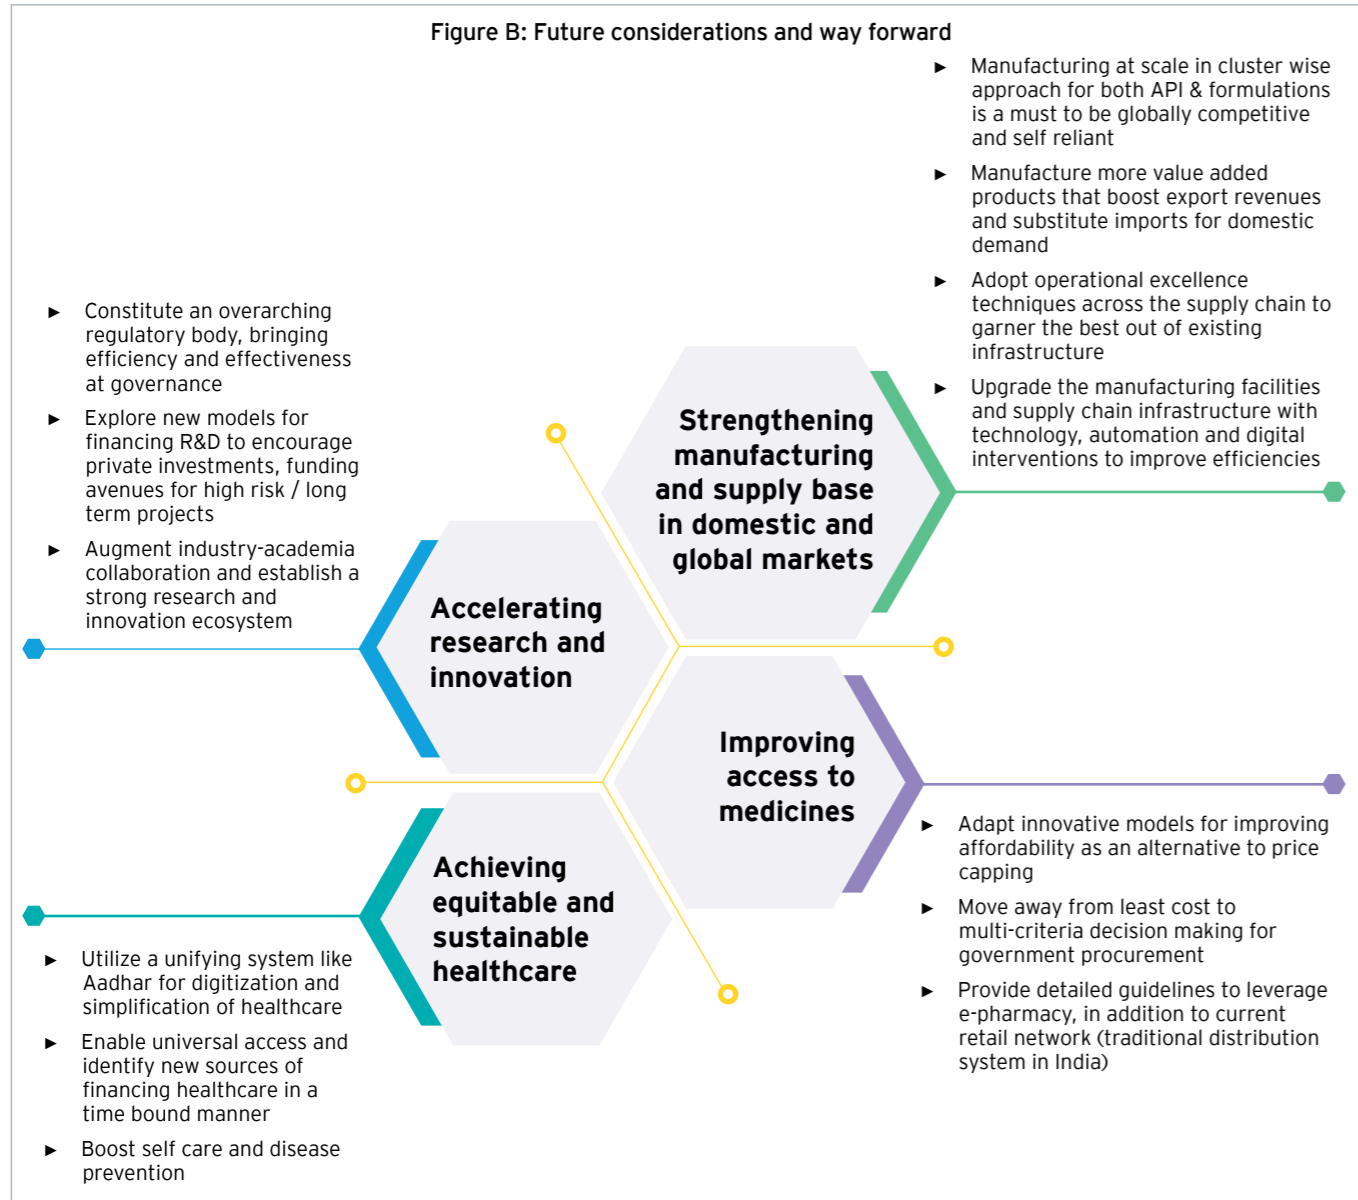 Figure B: Future considerations and way forward
► Manufacturing at scale in cluster wise
approach for both API & formulations
is a must to be globally competitive
and self reliant
► Manufacture more value added
products that boost export revenues
and substitute imports for domestic
demand
► Adopt operational excellence
techniques across the supply chain to
garner the best out of existing
infrastructure
► Upgrade the manufacturing facilities
and supply chain infrastructure with
technology, automation and digital
interventions to improve efficiencies
Strengthening
manufacturing
and supply base
in domestic and
global markets
► Constitute an overarching
regulatory body, bringing
efficiency and effectiveness
at governance
► Explore new models for
financing R&D to encourage
private investments, funding
avenues for high risk / long
term projects
► Augment industry-academia
collaboration and establish a
strong research and
innovation ecosystem
Accelerating
research and
innovation
Improving
access to
medicines
► Adapt innovative models for improving
affordability as an alternative to price
capping
► Move away from least cost to
multi-criteria decision making for
government procurement
► Provide detailed guidelines to leverage
e-pharmacy, in addition to current
retail network (traditional distribution
system in India)
Achieving
equitable and
sustainable
healthcare
► Utilize a unifying system like
Aadhar for digitization and
simplification of healthcare
► Enable universal access and
identify new sources of
financing healthcare in a
time bound manner
► Boost self care and disease
prevention